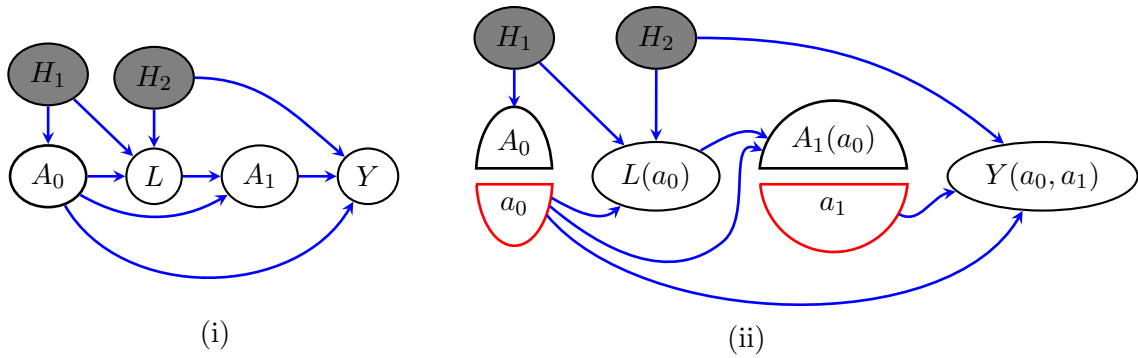 H₁ H₂
A₀ L A₁ Y
(i)
H₁ H₂
A₀ L(a₀) A₁(a₀) Y(a₀, a₁)
a₀ a₁
(ii)